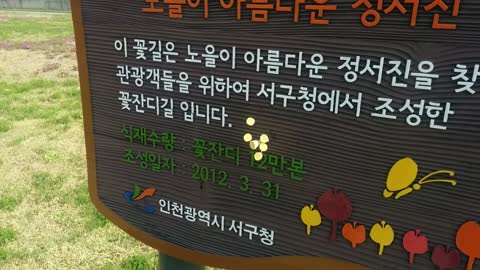 노을이 아름다운 정서진
이 꽃길은 노을이 아름다운 정서진을 찾
관광객들을 위하여 서구청에서 조성한
꽃잔디길 입니다.
식재수량 : 꽃잔디 12만본
조성일자 : 2012. 3. 31
인천광역시 서구청